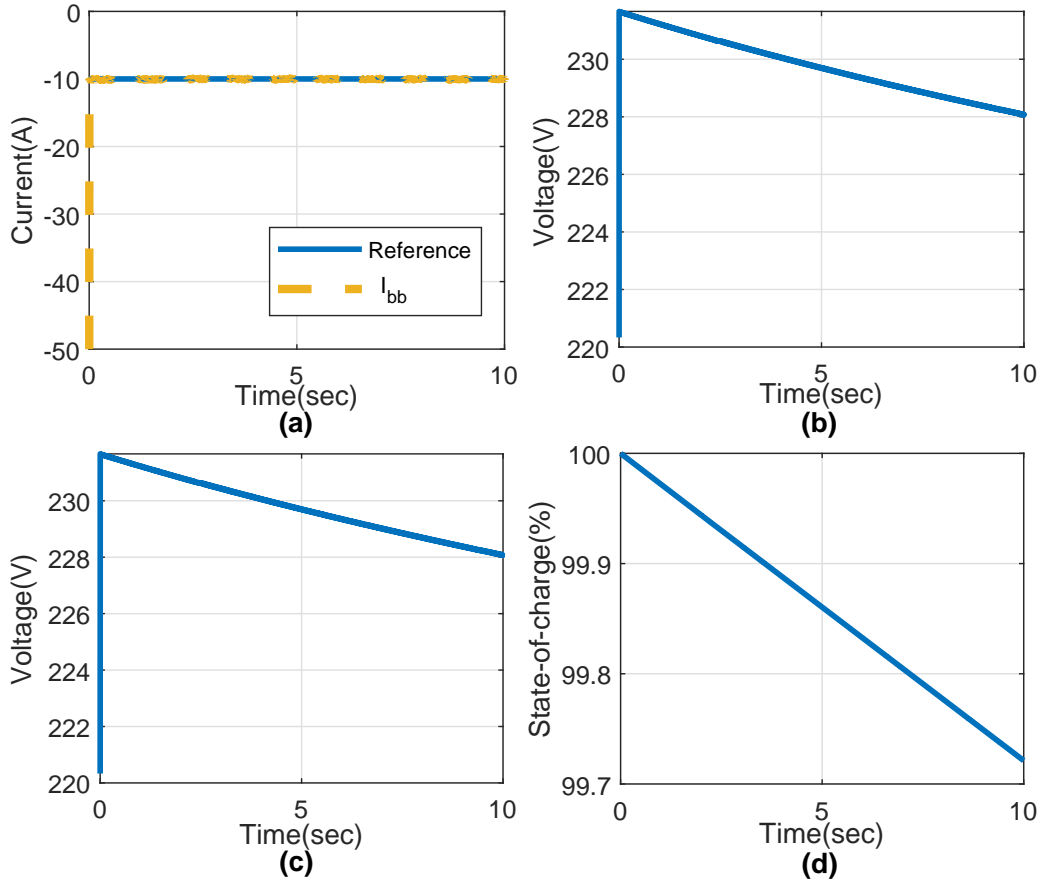 0
-10
-20
-30
-40
-50
Current(A)
Reference
I_bb
0 5 10
Time(sec)
(a)
230
228
226
224
222
220
Voltage(V)
0 5 10
Time(sec)
(b)
230
228
226
224
222
220
Voltage(V)
0 5 10
Time(sec)
(c)
100
99.9
99.8
99.7
State-of-charge(%)
0 5 10
Time(sec)
(d)